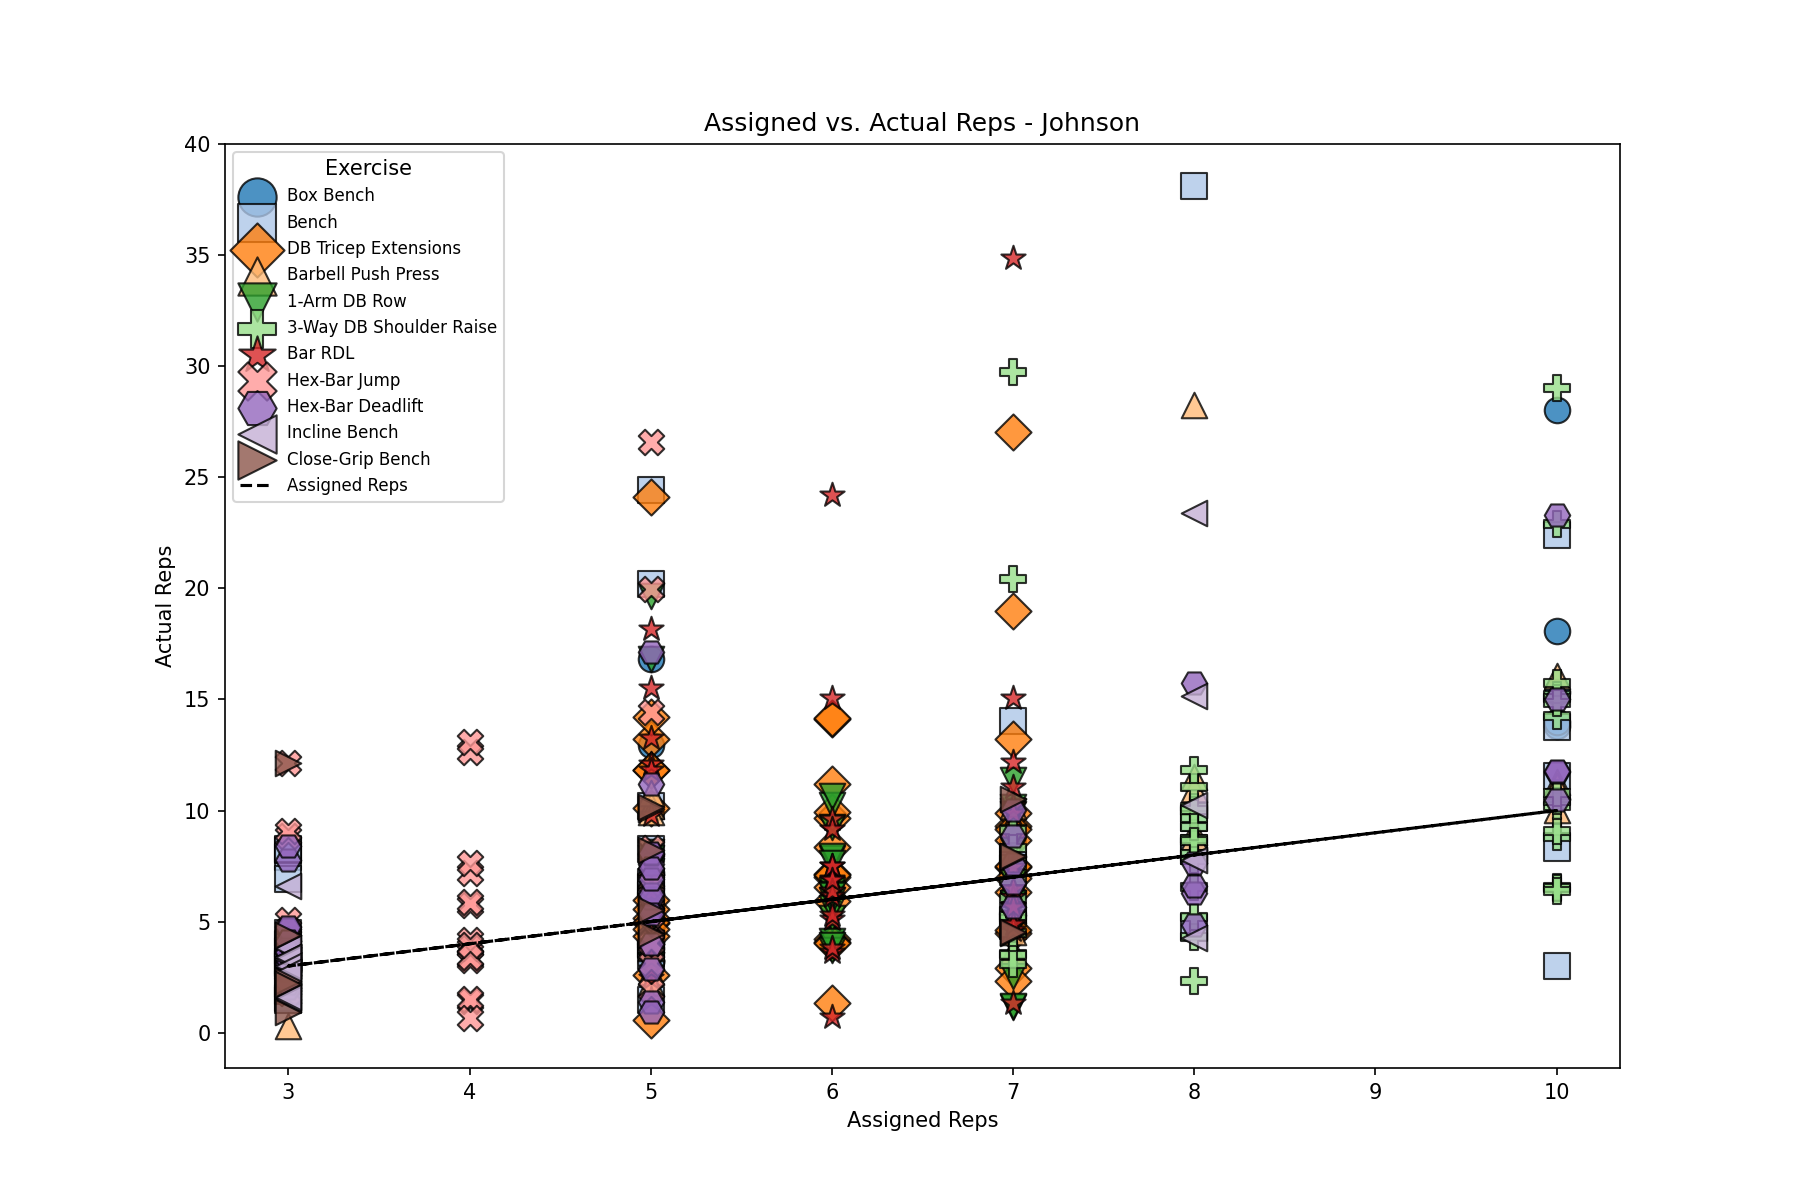 Assigned vs. Actual Reps - Johnson
40
35
30
25
20
15
10
5
0
Actual Reps
Exercise
Box Bench
Bench
DB Tricep Extensions
Barbell Push Press
1-Arm DB Row
3-Way DB Shoulder Raise
Bar RDL
Hex-Bar Jump
Hex-Bar Deadlift
Incline Bench
Close-Grip Bench
Assigned Reps
3 4 5 6 7 8 9 10
Assigned Reps